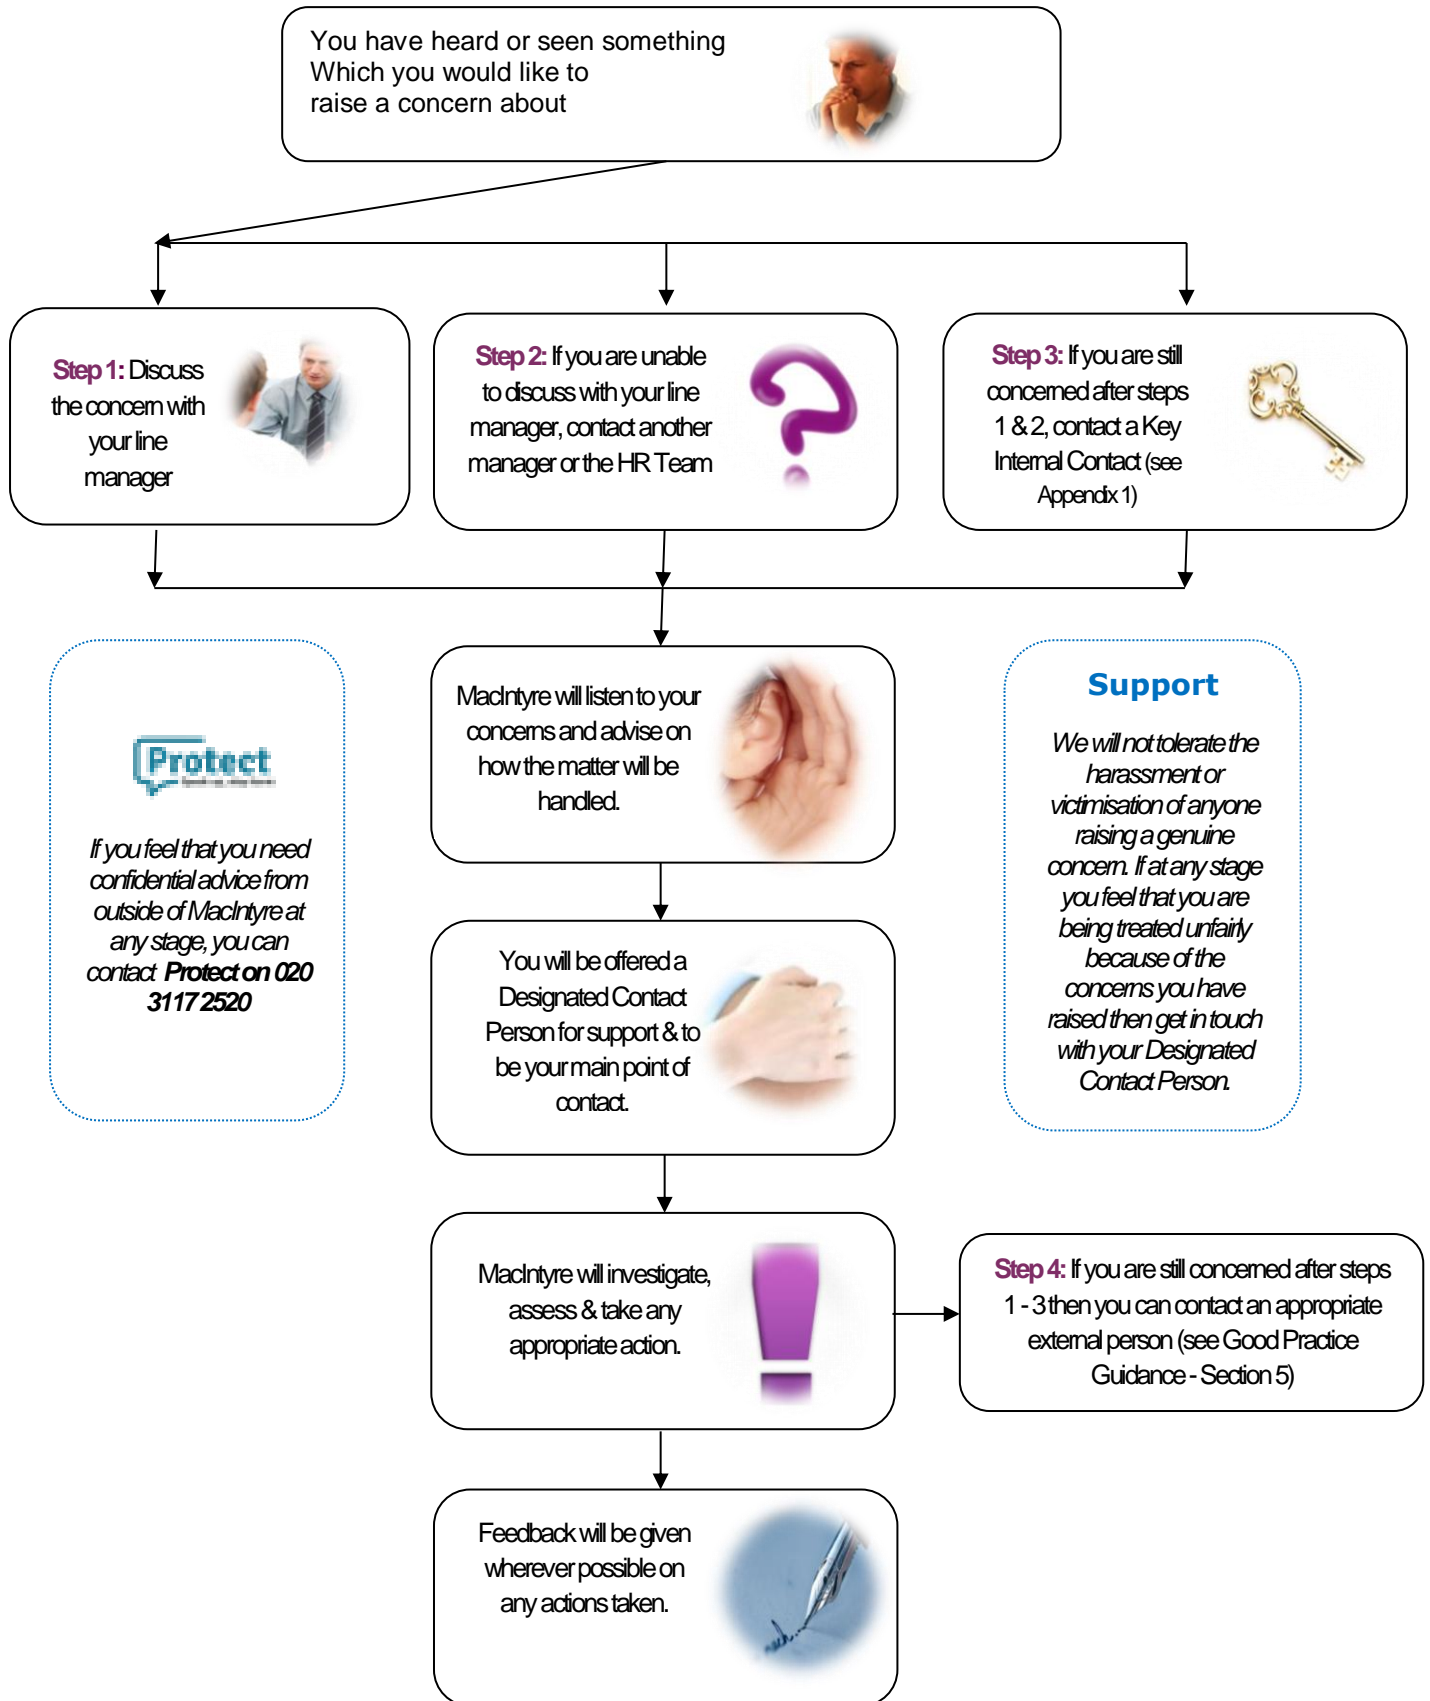 You have heard or seen something
Which you would like to
raise a concern about
Step 1: Discuss
the concern with
your line
manager
Step 2: If you are unable
to discuss with your line
manager, contact another
manager or the HR Team
Step 3: If you are still
concerned after steps
1 & 2, contact a Key
Internal Contact (see
Appendix 1)
Protect
If you feel that you need
confidential advice from
outside of MacIntyre at
any stage, you can
contact Protect on 020
3117 2520
MacIntyre will listen to your
concerns and advise on
how the matter will be
handled.
Support
We will not tolerate the
harassment or
victimisation of anyone
raising a genuine
concern. If at any stage
you feel that you are
being treated unfairly
because of the
concerns you have
raised then get in touch
with your Designated
Contact Person.
You will be offered a
Designated Contact
Person for support & to
be your main point of
contact.
MacIntyre will investigate,
assess & take any
appropriate action.
Step 4: If you are still concerned after steps
1 - 3 then you can contact an appropriate
external person (see Good Practice
Guidance - Section 5)
Feedback will be given
wherever possible on
any actions taken.